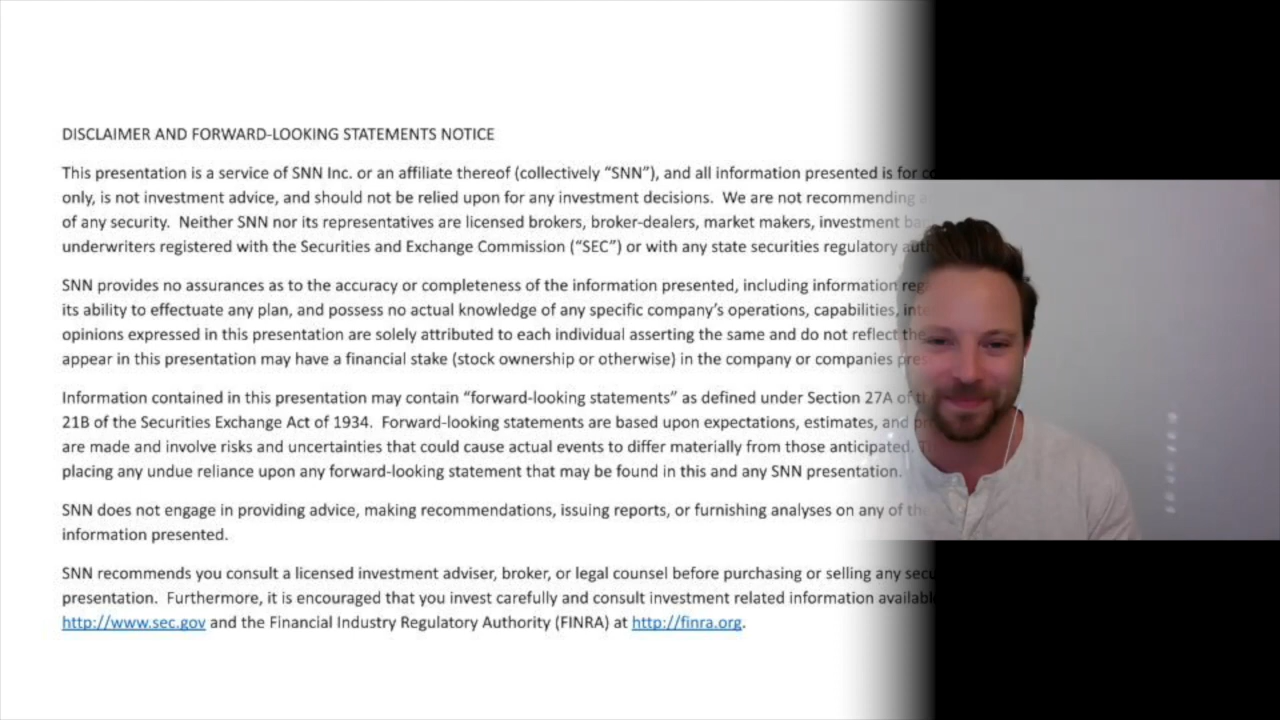 DISCLAIMER AND FORWARD-LOOKING STATEMENTS NOTICE
This presentation is a service of SNN Inc. or an affiliate thereof (collectively “SNN”), and all information presented is for
only, is not investment advice, and should not be relied upon for any investment decisions.  We are not recommending
of any security.  Neither SNN nor its representatives are licensed brokers, broker-dealers, market makers, investment
underwriters registered with the Securities and Exchange Commission (“SEC”) or with any state securities regulatory
SNN provides no assurances as to the accuracy or completeness of the information presented, including information
its ability to effectuate any plan, and possess no actual knowledge of any specific company’s operations, capabilities,
opinions expressed in this presentation are solely attributed to each individual asserting the same and do not reflect the
appear in this presentation may have a financial stake (stock ownership or otherwise) in the company or companies
Information contained in this presentation may contain “forward-looking statements” as defined under Section 27A of
21B of the Securities Exchange Act of 1934.  Forward-looking statements are based upon expectations, estimates, and
are made and involve risks and uncertainties that could cause actual events to differ materially from those anticipated.
placing any undue reliance upon any forward-looking statement that may be found in this and any SNN presentation.
SNN does not engage in providing advice, making recommendations, issuing reports, or furnishing analyses on any of the
information presented.
SNN recommends you consult a licensed investment adviser, broker, or legal counsel before purchasing or selling any
presentation.  Furthermore, it is encouraged that you invest carefully and consult investment related information
http://www.sec.gov and the Financial Industry Regulatory Authority (FINRA) at http://finra.org.